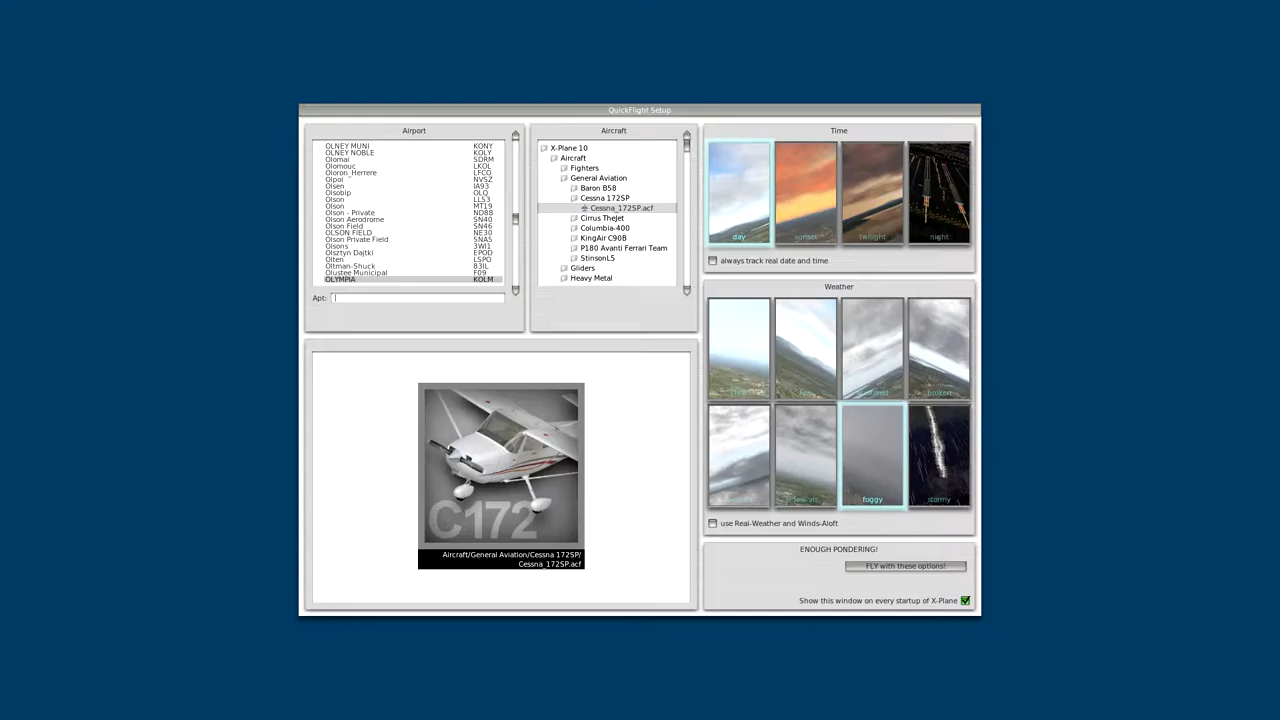 QuickFlight Setup
Airport
OLNEY MUNI KONY
OLNEY NOBLE KOLY
Olomai SDRM
Olomouc LKOL
Oloron Herrere LFCO
Olpoi NVSZ
Olsen IA93
Olsobip OLQ
Olson LL53
Olson MT19
Olson - Private ND88
Olson Aerodrome SN40
Olson Field SN46
OLSON FIELD NE30
Olson Private Field SNAS
Olsons 3WI1
Olsztyn Dajtki EPOD
Olten LSPO
Oltman-Shuck 83IL
Olustee Municipal F09
OLYMPIA KOLM
Apt:
Aircraft
X-Plane 10
Aircraft
Fighters
General Aviation
Baron B58
Cessna 172SP
Cessna_172SP.acf
Cirrus TheJet
Columbia-400
KingAir C90B
P180 Avanti Ferrari Team
StinsonL5
Gliders
Heavy Metal
Time
day sunset twilight night
always track real date and time
Weather
broken
low-vis foggy stormy
use Real-Weather and Winds-Aloft
C172
Aircraft/General Aviation/Cessna 172SP/
Cessna_172SP.acf
ENOUGH PONDERING!
FLY with these options!
Show this window on every startup of X-Plane